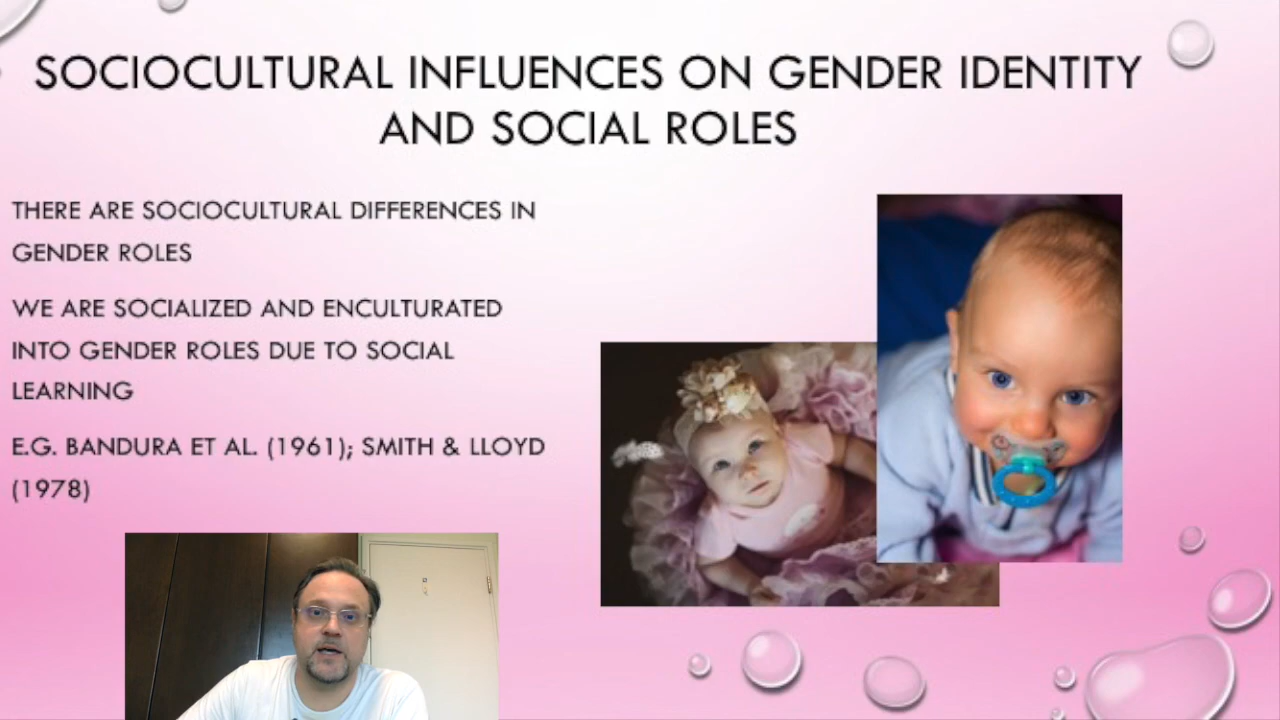 SOCIOCULTURAL INFLUENCES ON GENDER IDENTITY
AND SOCIAL ROLES
THERE ARE SOCIOCULTURAL DIFFERENCES IN
GENDER ROLES
WE ARE SOCIALIZED AND ENCULTURATED
INTO GENDER ROLES DUE TO SOCIAL
LEARNING
E.G. BANDURA ET AL. (1961); SMITH & LLOYD
(1978)